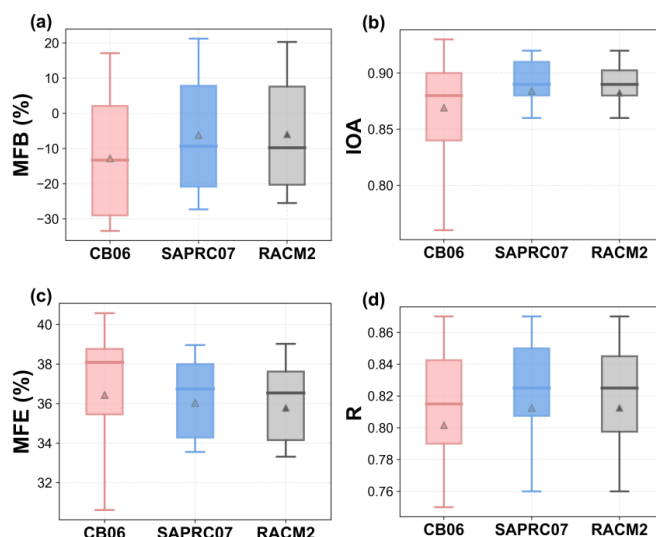 (a)
MFB (%)
20
10
0
−10
−20
−30
CB06 SAPRC07 RACM2
(b)
IOA
0.90
0.85
0.80
CB06 SAPRC07 RACM2
(c)
MFE (%)
40
38
36
34
32
CB06 SAPRC07 RACM2
(d)
R
0.86
0.84
0.82
0.80
0.78
0.76
CB06 SAPRC07 RACM2